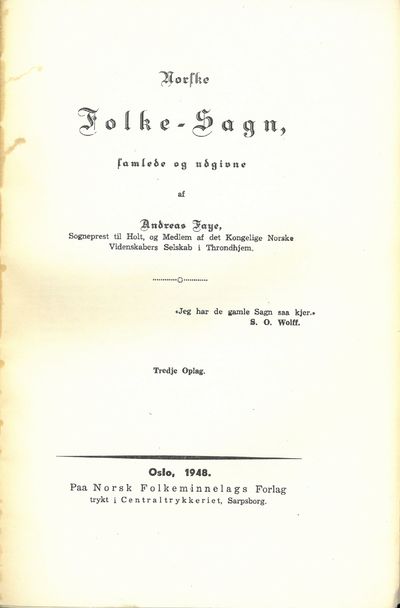 Norske
Folke-Sagn,
samlede og udgivne
af
Andreas Faye,
Sogneprest til Holt, og Medlem af det Kongelige Norske
Videnskabers Selskab i Throndhjem.
«Jeg har de gamle Sagn saa kjer.»
S. O. Wolff.
Tredje Oplag.
Oslo, 1948.
Paa Norsk Folkeminnelags Forlag
trykt i Centraltrykkeriet, Sarpsborg.